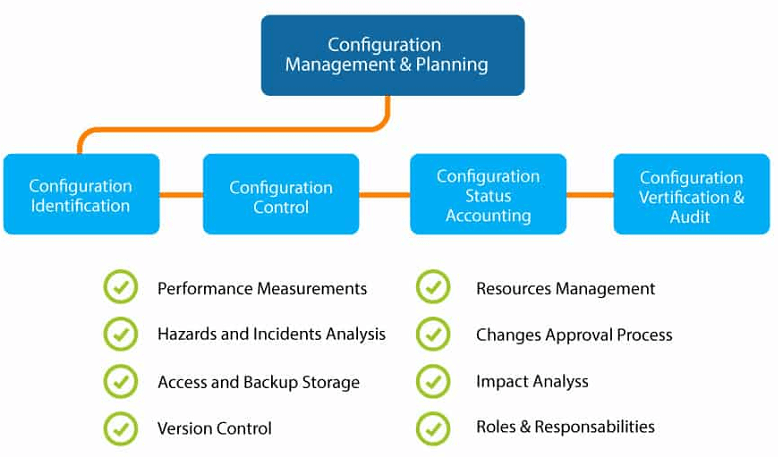 Configuration
Management & Planning
Configuration
Identification
Configuration
Control
Configuration
Status
Accounting
Configuration
Vertification &
Audit
Performance Measurements
Hazards and Incidents Analysis
Access and Backup Storage
Version Control
Resources Management
Changes Approval Process
Impact Analyss
Roles & Responsabilities